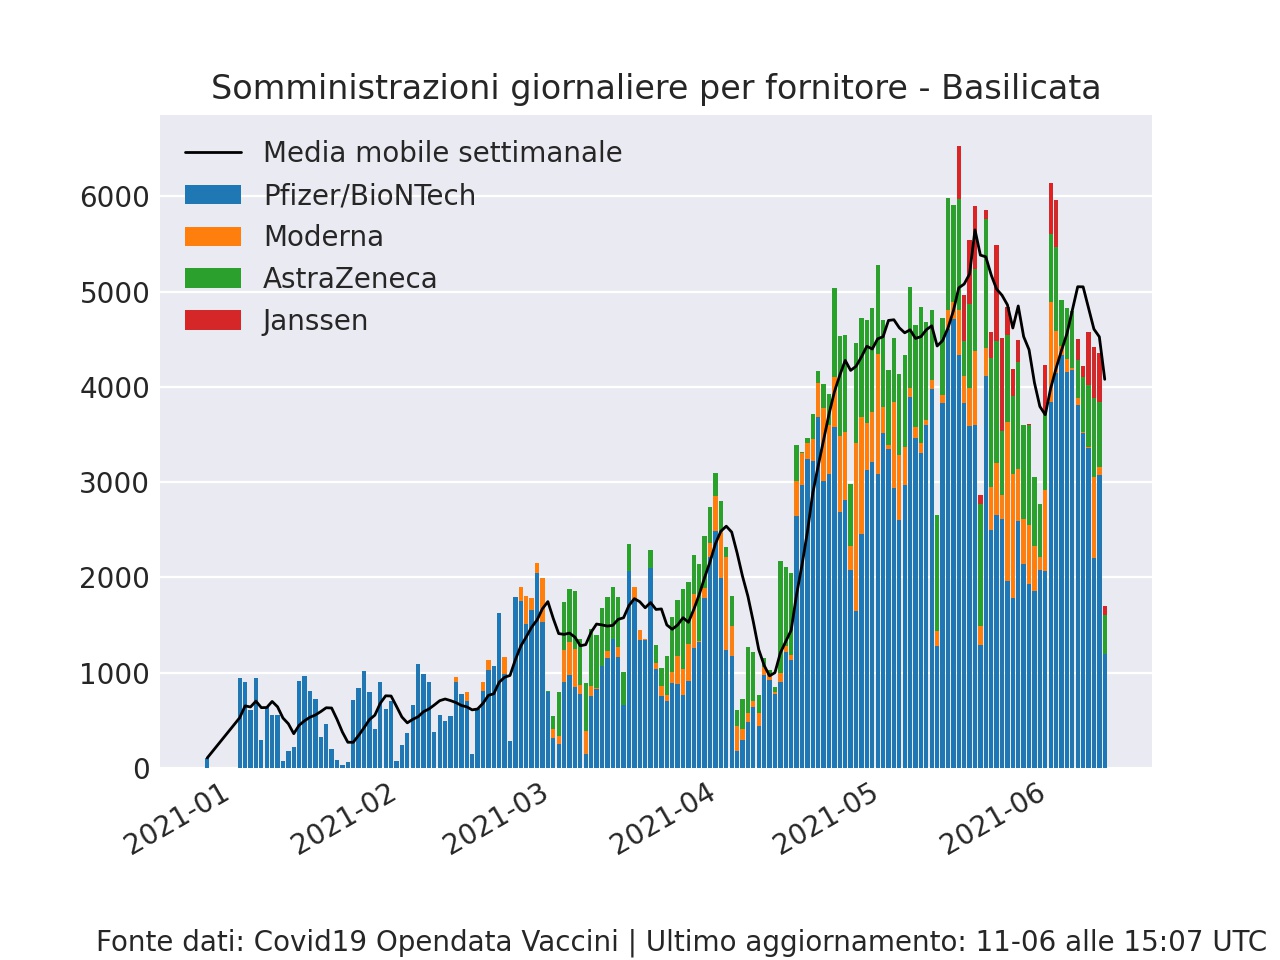 Somministrazioni giornaliere per fornitore - Basilicata
Media mobile settimanale
Pfizer/BioNTech
Moderna
AstraZeneca
Janssen
6000
5000
4000
3000
2000
1000
0
2021-01
2021-02
2021-03
2021-04
2021-05
2021-06
Fonte dati: Covid19 Opendata Vaccini | Ultimo aggiornamento: 11-06 alle 15:07 UTC